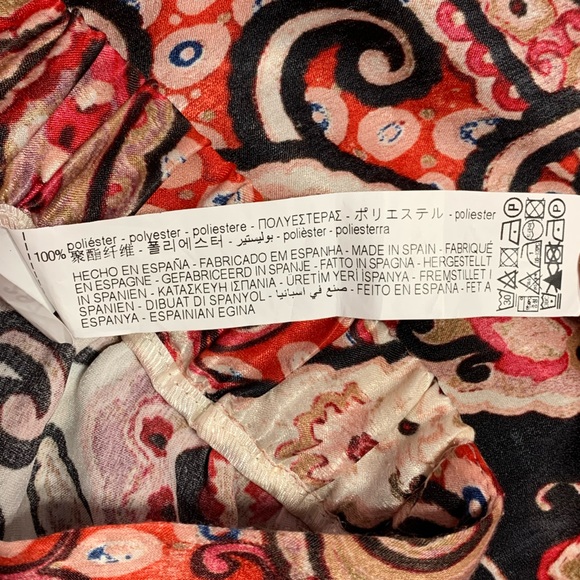 poliéster - polyester - poliestere - ΠΟΛΥΕΣΤΕΡΑΣ - ポリエステル - poliester
100% 聚酯纤维 - 폴리에스터 - بوليستير - polièster - poliesterra
HECHO EN ESPAÑA - FABRICADO EM ESPANHA - MADE IN SPAIN - FABRIQUÉ
EN ESPAGNE - GEFABRICEERD IN SPANJE - FATTO IN SPAGNA - HERGESTELLT
IN SPANIEN - ΚΑΤΑΣΚΕΥΗ ΙΣΠΑΝΙΑ - ÜRETİM YERİ İSPANYA - FREMSTILLET I
SPANIEN - DIBUAT DI SPANYOL - صنع في أسبانيا - FEITO EN ESPAÑA - FET A
ESPANYA - ESPAINIAN EGINA
P
30